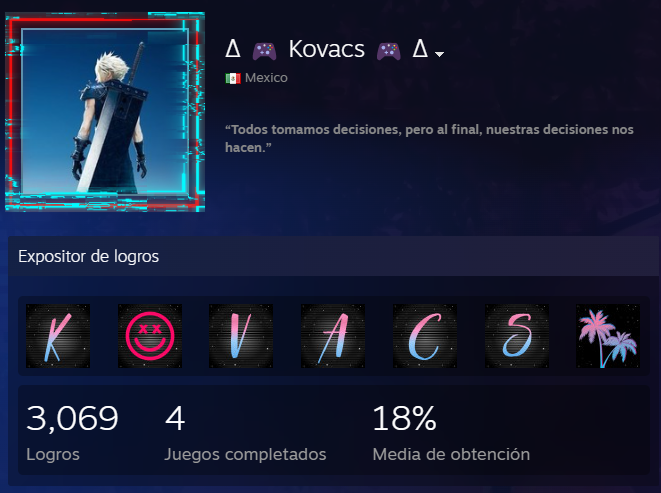 Δ 🎮 Kovacs 🎮 Δ
Mexico
“Todos tomamos decisiones, pero al final, nuestras decisiones nos
hacen.”
Expositor de logros
K V A C S
3,069 4 18%
Logros Juegos completados Media de obtención